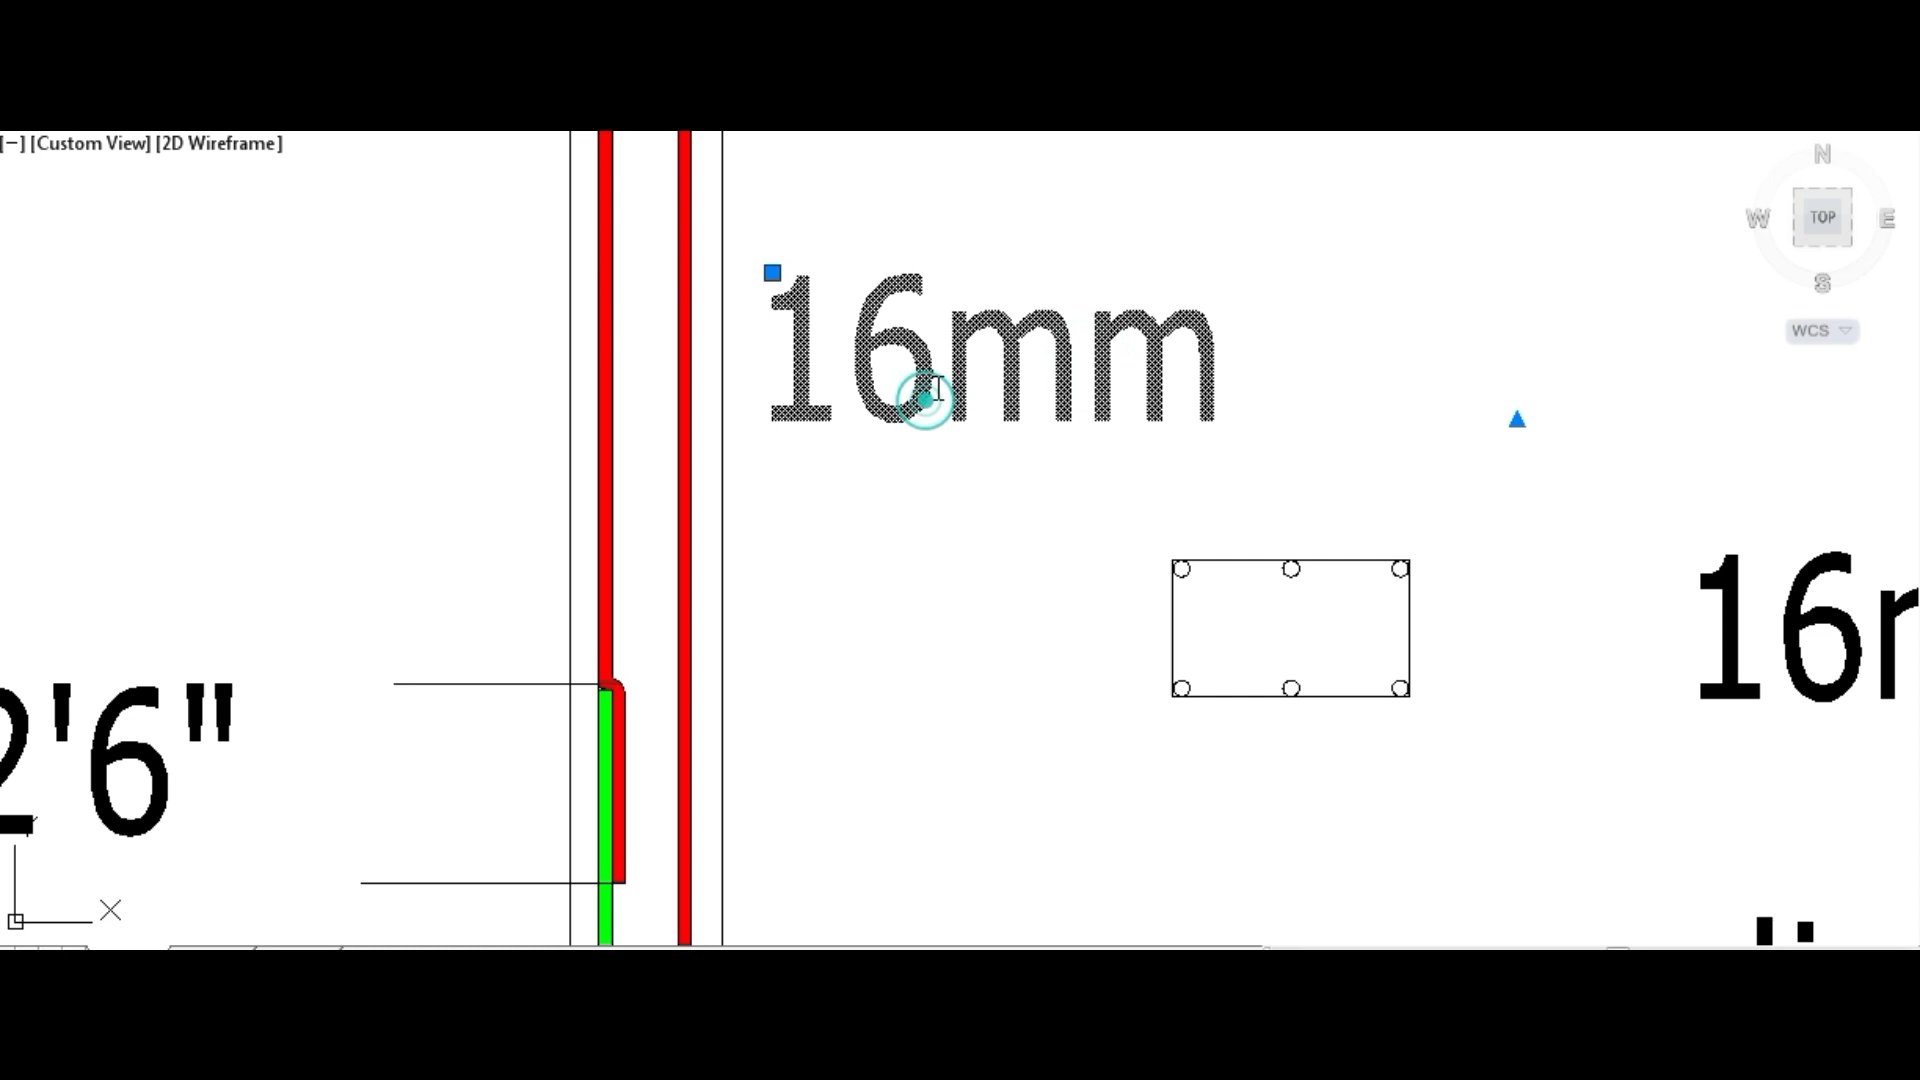 [−] [Custom View] [2D Wireframe]
N
W
TOP
E
S
WCS
16mm
2'6"